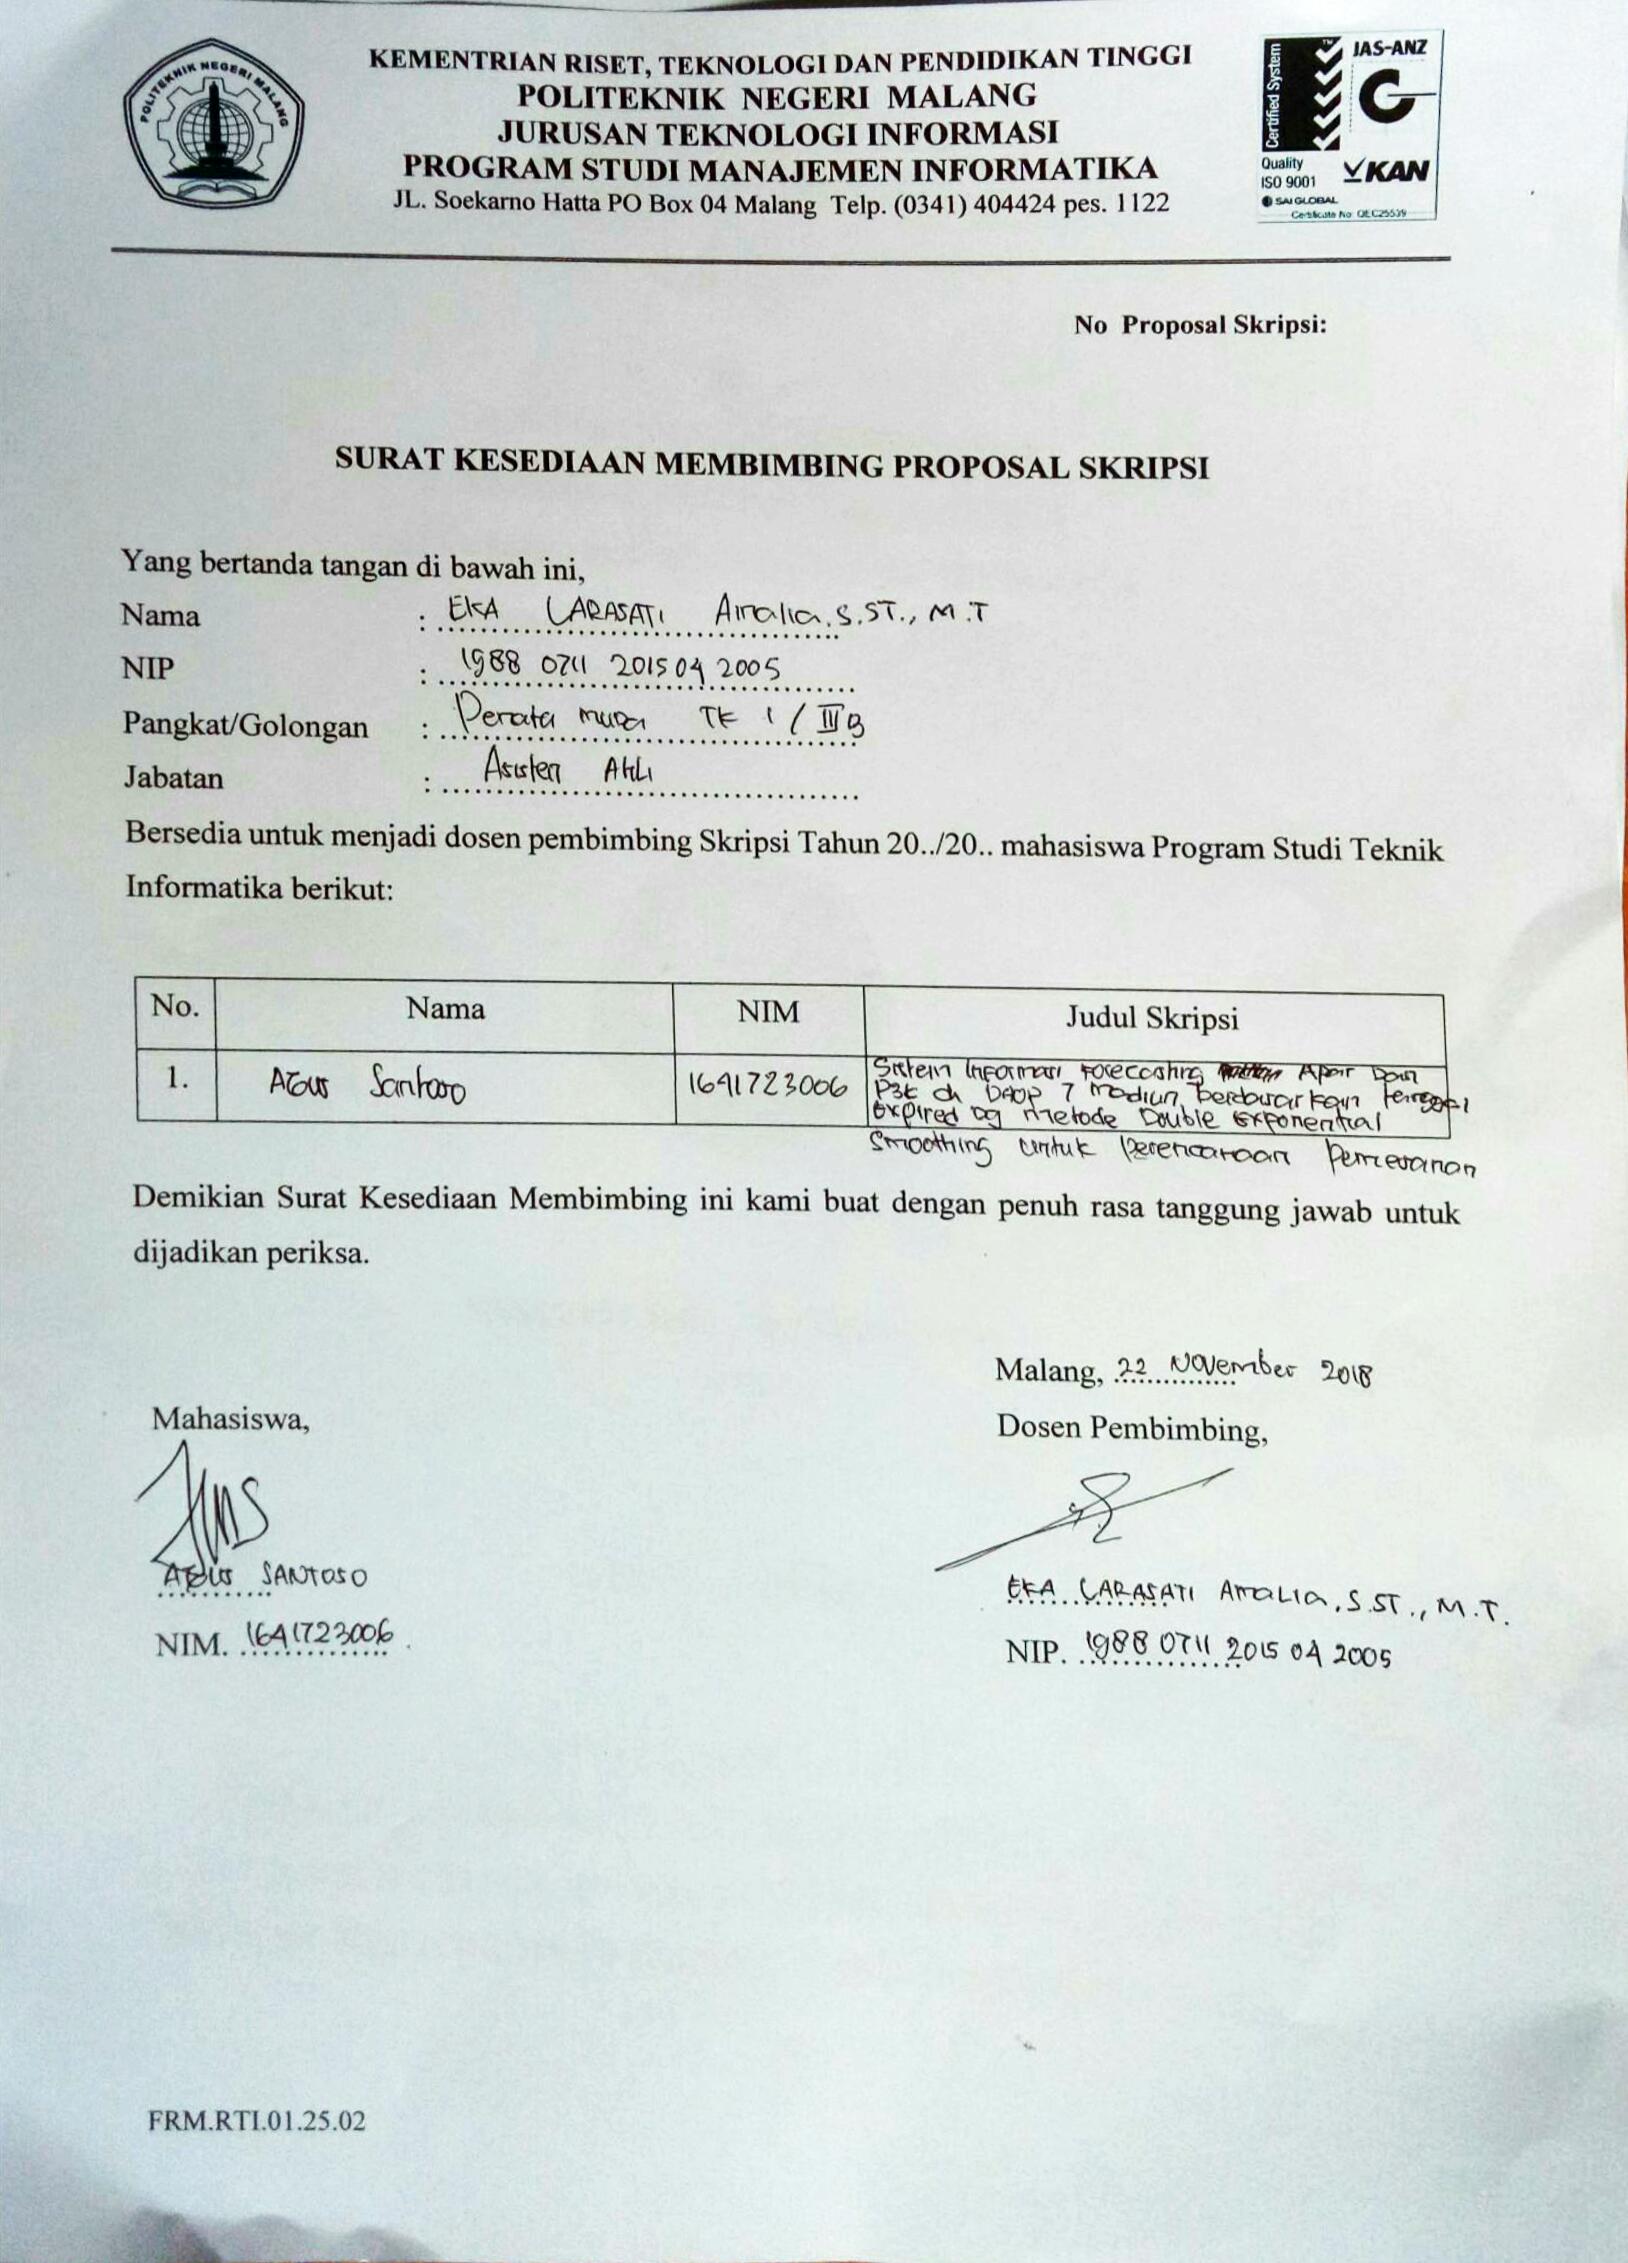 POLITEKNIK NEGERI MALANG
KEMENTRIAN RISET, TEKNOLOGI DAN PENDIDIKAN TINGGI
POLITEKNIK NEGERI MALANG
JURUSAN TEKNOLOGI INFORMASI
PROGRAM STUDI MANAJEMEN INFORMATIKA
JL. Soekarno Hatta PO Box 04 Malang Telp. (0341) 404424 pes. 1122
Certified System
JAS-ANZ
Quality
ISO 9001
KAN
SAI GLOBAL
Certificate No: QEC25539
No Proposal Skripsi:
SURAT KESEDIAAN MEMBIMBING PROPOSAL SKRIPSI
Yang bertanda tangan di bawah ini,
Nama : EKA LARASATI Amalia, S.ST., M.T
NIP : 1988 0711 2015 04 2005
Pangkat/Golongan : Penata muda TK 1 / III B
Jabatan : Asisten Ahli
Bersedia untuk menjadi dosen pembimbing Skripsi Tahun 20../20.. mahasiswa Program Studi Teknik
Informatika berikut:
No. Nama NIM Judul Skripsi
1. Agus Santoso 1641723006 Sistem Informasi Forecasting Apar Dan
P3K di DAOP 7 Madiun berdasarkan
Expired dg metode Double Exponential
Smoothing untuk Perencanaan Pemesanan
Demikian Surat Kesediaan Membimbing ini kami buat dengan penuh rasa tanggung jawab untuk
dijadikan periksa.
Malang, 22 November 2018
Mahasiswa,
Dosen Pembimbing,
AGUS SANTOSO
EKA LARASATI AMALIA, S.ST., M.T.
NIM. 1641723006
NIP. 1988 0711 2015 04 2005
FRM.RTI.01.25.02